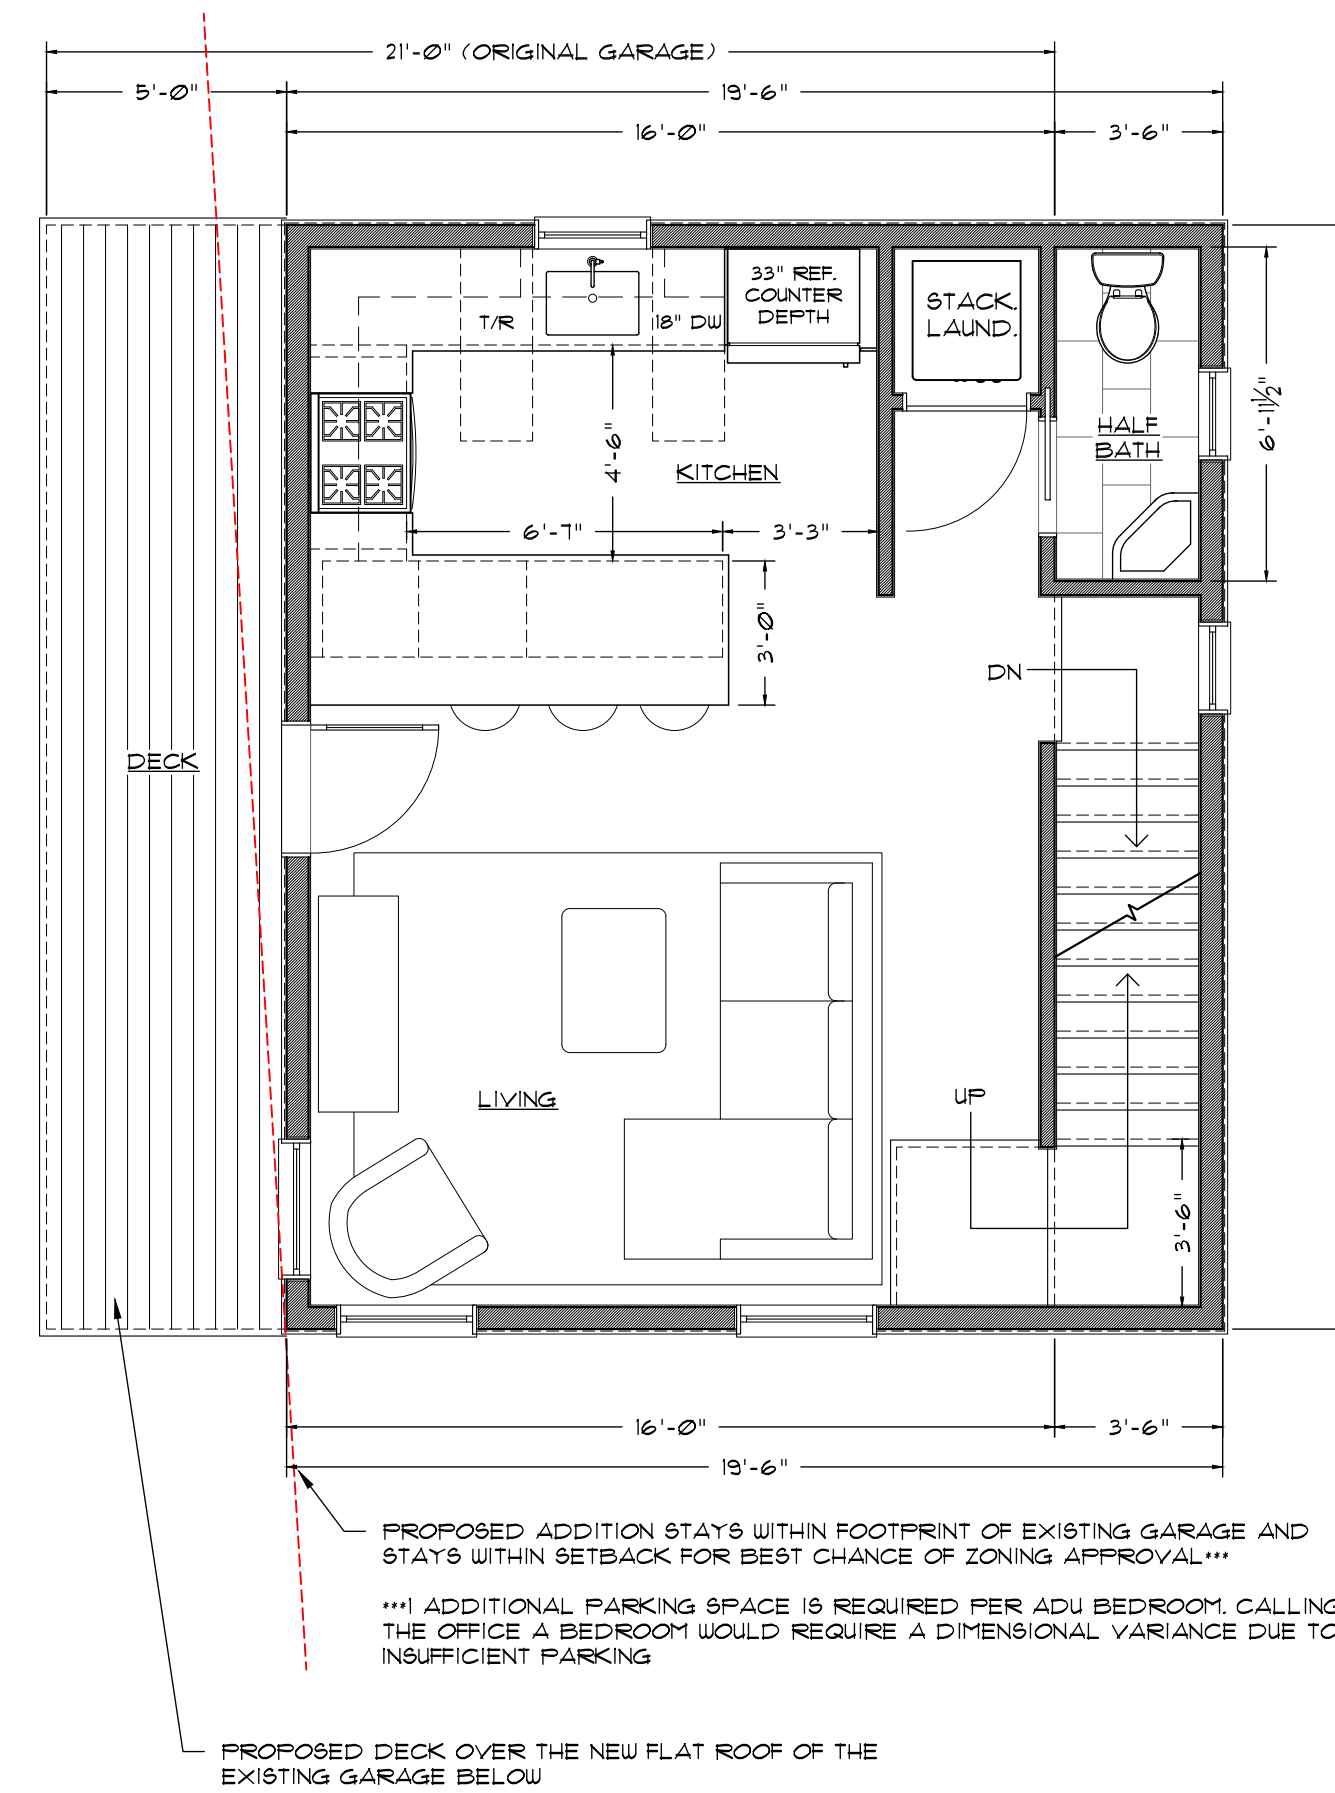 21'-0" (ORIGINAL GARAGE)
5'-0"
19'-6"
16'-0"
3'-6"
33" REF.
COUNTER
DEPTH
STACK.
LAUND.
T/R
18" DW
HALF
BATH
6'-11½"
4'-6"
KITCHEN
6'-7"
3'-3"
3'-0"
DN
DECK
UP
LIVING
3'-6"
16'-0"
3'-6"
19'-6"
PROPOSED ADDITION STAYS WITHIN FOOTPRINT OF EXISTING GARAGE AND
STAYS WITHIN SETBACK FOR BEST CHANCE OF ZONING APPROVAL***
***1 ADDITIONAL PARKING SPACE IS REQUIRED PER ADU BEDROOM. CALLING
THE OFFICE A BEDROOM WOULD REQUIRE A DIMENSIONAL VARIANCE DUE TO
INSUFFICIENT PARKING
PROPOSED DECK OVER THE NEW FLAT ROOF OF THE
EXISTING GARAGE BELOW